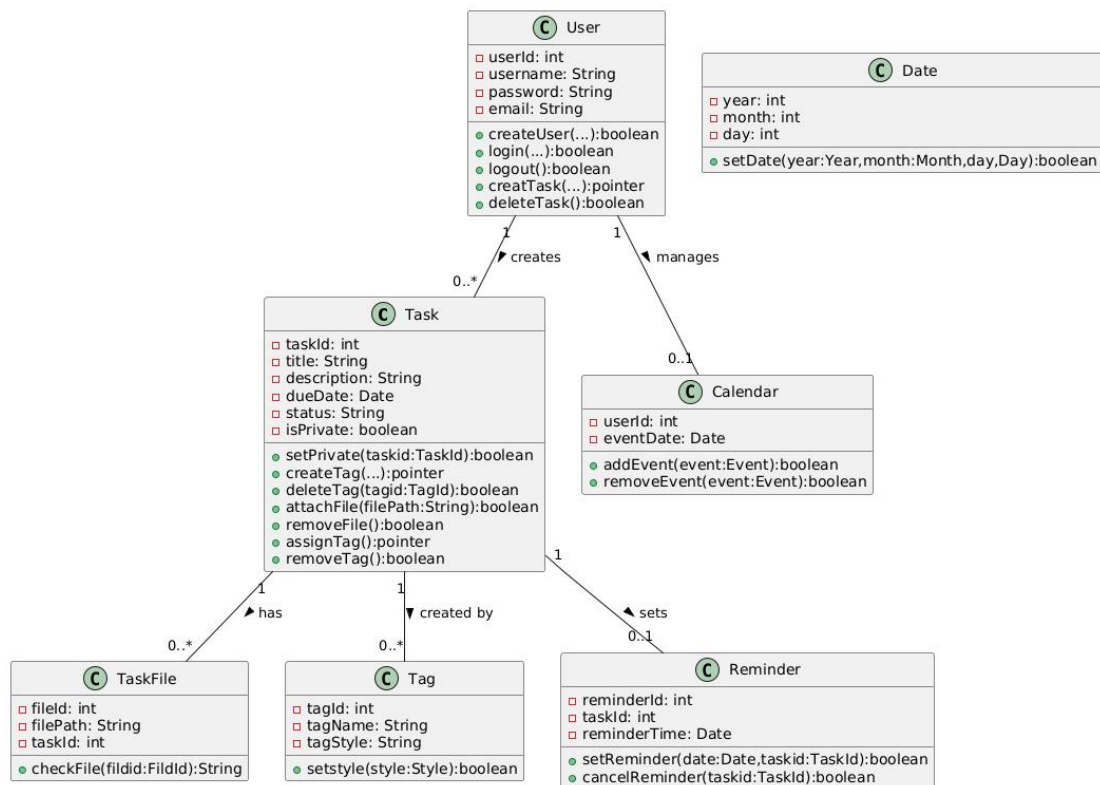 C User
userId: int
username: String
password: String
email: String
createUser(...):boolean
login(...):boolean
logout():boolean
creatTask(...):pointer
deleteTask():boolean
C Date
year: int
month: int
day: int
setDate(year:Year,month:Month,day,Day):boolean
1
creates
0..*
1
manages
0..1
C Task
taskId: int
title: String
description: String
dueDate: Date
status: String
isPrivate: boolean
setPrivate(taskid:TaskId):boolean
createTag(...):pointer
deleteTag(tagid:TagId):boolean
attachFile(filePath:String):boolean
removeFile():boolean
assignTag():pointer
removeTag():boolean
C Calendar
userId: int
eventDate: Date
addEvent(event:Event):boolean
removeEvent(event:Event):boolean
1
has
0..*
1
created by
0..*
1
sets
0..1
C TaskFile
fileId: int
filePath: String
taskId: int
checkFile(fildid:FildId):String
C Tag
tagId: int
tagName: String
tagStyle: String
setstyle(style:Style):boolean
C Reminder
reminderId: int
taskId: int
reminderTime: Date
setReminder(date:Date,taskid:TaskId):boolean
cancelReminder(taskid:TaskId):boolean